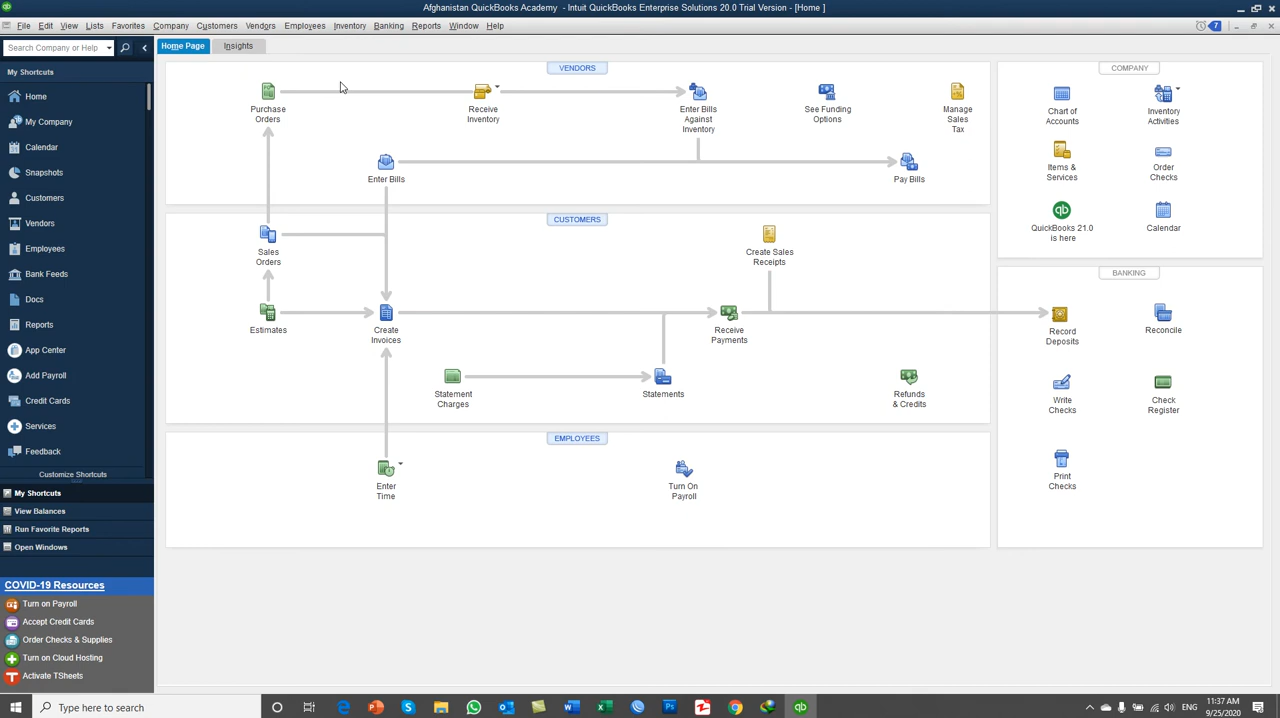 Afghanistan QuickBooks Academy - Intuit QuickBooks Enterprise Solutions 20.0 Trial Version - [Home ]
File Edit View Lists Favorites Company Customers Vendors Employees Inventory Banking Reports Window Help
7
Search Company or Help
Home Page
Insights
My Shortcuts
Home
My Company
Calendar
Snapshots
Customers
Vendors
Employees
Bank Feeds
Docs
Reports
App Center
Add Payroll
Credit Cards
Services
Feedback
Customize Shortcuts
My Shortcuts
View Balances
Run Favorite Reports
Open Windows
COVID-19 Resources
Turn on Payroll
Accept Credit Cards
Order Checks & Supplies
Turn on Cloud Hosting
Activate TSheets
VENDORS
Purchase
Orders
Receive
Inventory
Enter Bills
Against
Inventory
See Funding
Options
Manage
Sales
Tax
Enter Bills
Pay Bills
CUSTOMERS
Sales
Orders
Create Sales
Receipts
Estimates
Create
Invoices
Receive
Payments
Statement
Charges
Statements
Refunds
& Credits
EMPLOYEES
Enter
Time
Turn On
Payroll
COMPANY
Chart of
Accounts
Inventory
Activities
Items &
Services
Order
Checks
qb
QuickBooks 21.0
is here
Calendar
BANKING
Record
Deposits
Reconcile
Write
Checks
Check
Register
Print
Checks
Type here to search
11:37 AM
9/25/2020